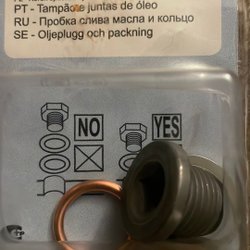 PT - Tampão e juntas de óleo
RU - Пробка слива масла и кольцо
SE - Oljeplugg och packning
NO
YES